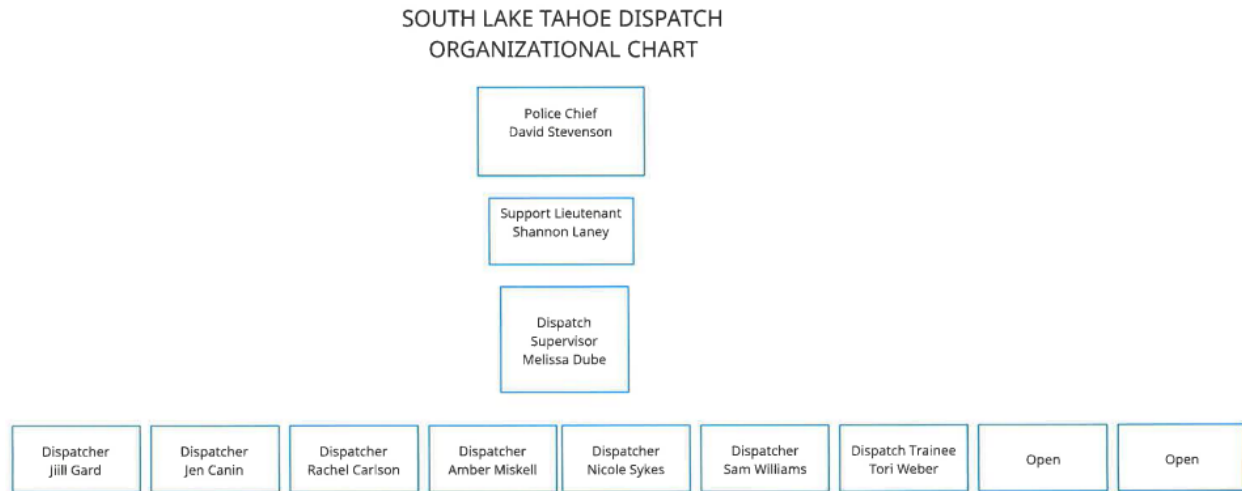 SOUTH LAKE TAHOE DISPATCH
ORGANIZATIONAL CHART
Police Chief
David Stevenson
Support Lieutenant
Shannon Laney
Dispatch
Supervisor
Melissa Dube
Dispatcher
Jiill Gard
Dispatcher
Jen Canin
Dispatcher
Rachel Carlson
Dispatcher
Amber Miskell
Dispatcher
Nicole Sykes
Dispatcher
Sam Williams
Dispatch Trainee
Tori Weber
Open
Open